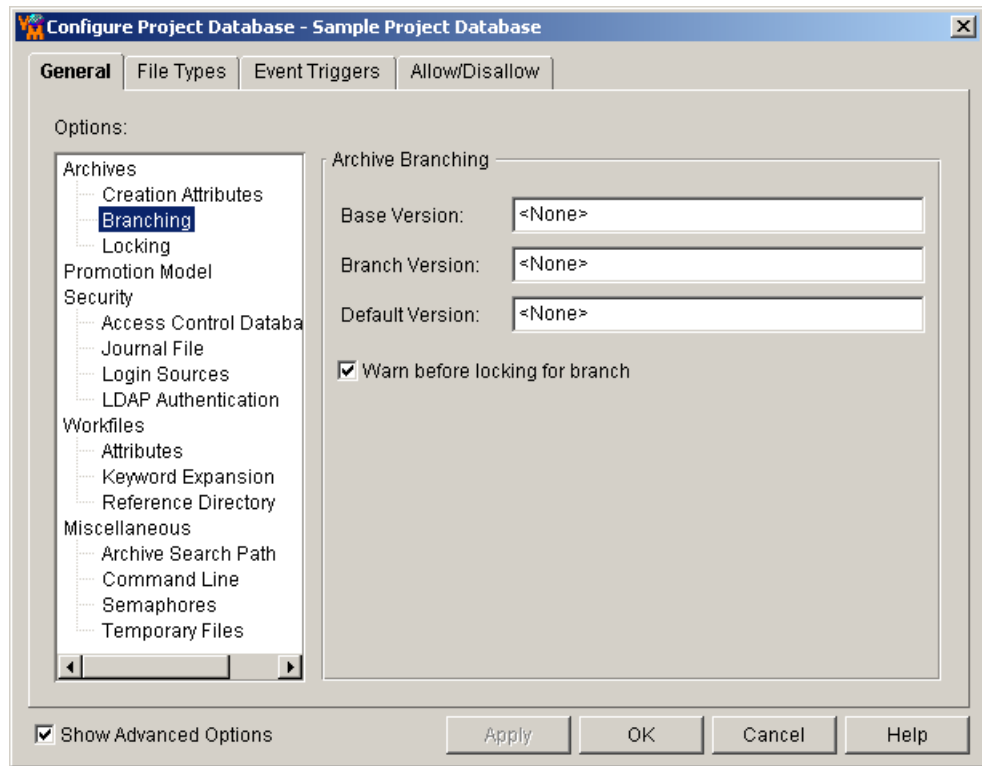 VM Configure Project Database - Sample Project Database
General File Types Event Triggers Allow/Disallow
Options:
Archives
Creation Attributes
Branching
Locking
Promotion Model
Security
Access Control Databa
Journal File
Login Sources
LDAP Authentication
Workfiles
Attributes
Keyword Expansion
Reference Directory
Miscellaneous
Archive Search Path
Command Line
Semaphores
Temporary Files
Archive Branching
Base Version: <None>
Branch Version: <None>
Default Version: <None>
Warn before locking for branch
Show Advanced Options
Apply OK Cancel Help